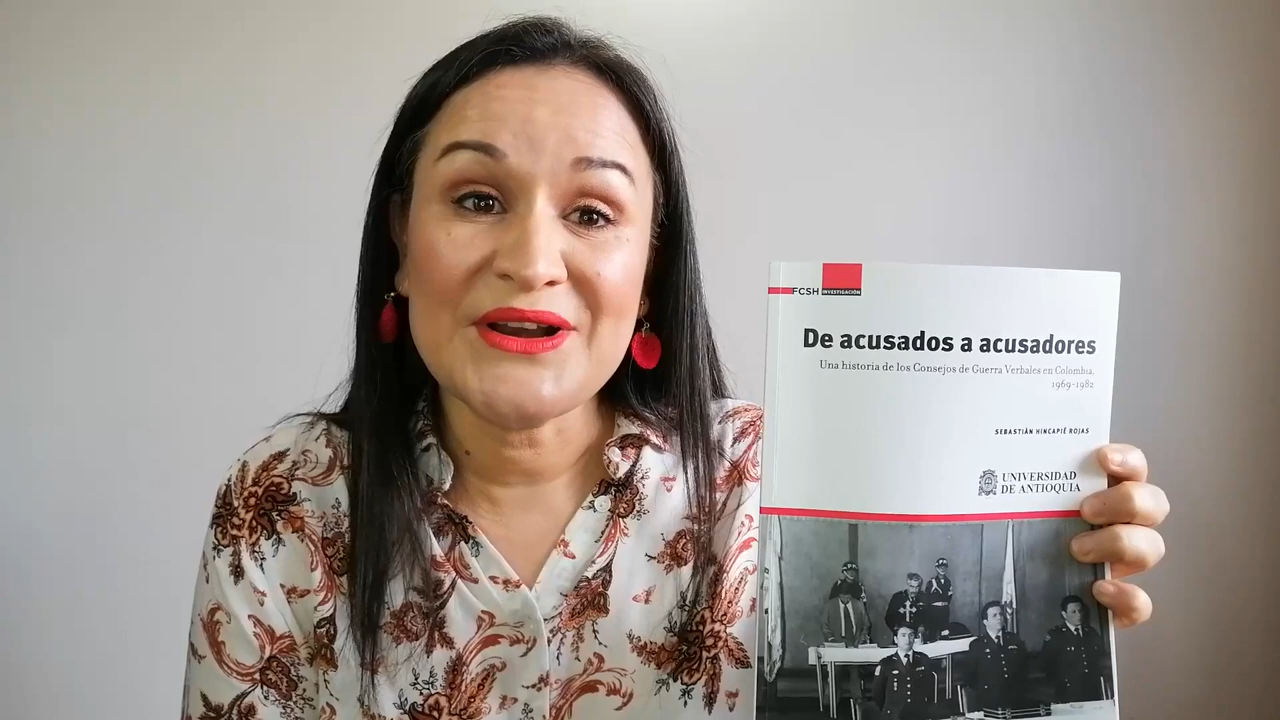 FCSH INVESTIGACIÓN
De acusados a acusadores
Una historia de los Consejos de Guerra Verbales en Colombia,
1969-1982
SEBASTIÁN HINCAPIÉ ROJAS
UNIVERSIDAD
DE ANTIOQUIA